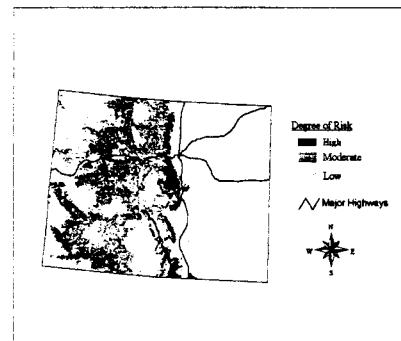 Degree of Risk
High
Moderate
Low
Major Highways
N
W E
S